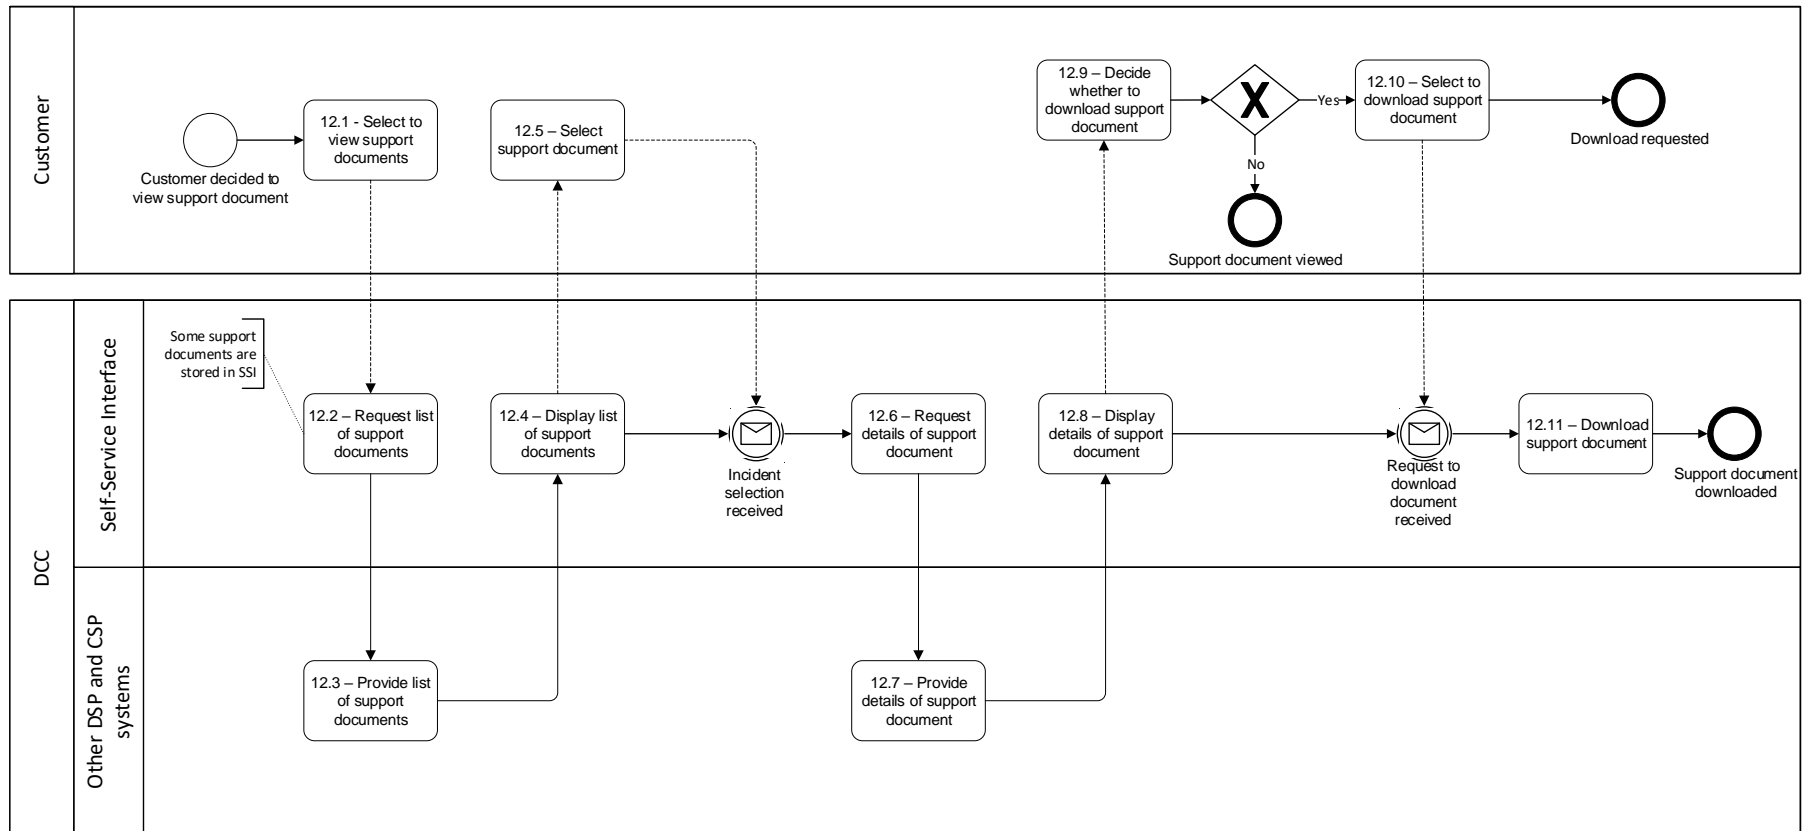 Customer
Customer decided to
view support document
12.1 - Select to
view support
documents
12.5 – Select
support document
12.9 – Decide
whether to
download support
document
X
Yes
No
Support document viewed
12.10 – Select to
download support
document
Download requested
DCC
Self-Service Interface
Some support
documents are
stored in SSI
12.2 – Request list
of support
documents
12.4 – Display list
of support
documents
Incident
selection
received
12.6 – Request
details of support
document
12.8 – Display
details of support
document
Request to
download
document
received
12.11 – Download
support document
Support document
downloaded
Other DSP and CSP
systems
12.3 – Provide list
of support
documents
12.7 – Provide
details of support
document